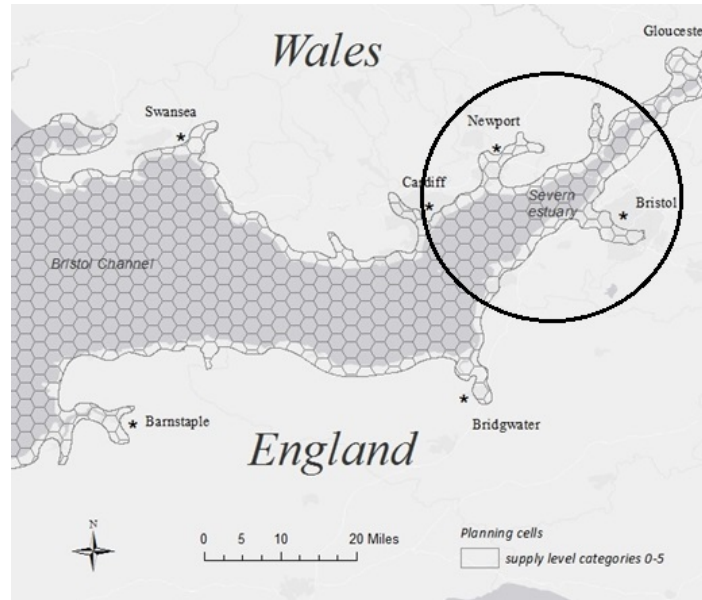 Wales
Gloucester
Swansea
Newport
Cardiff
Severn
estuary
Bristol
Bristol Channel
Barnstaple
Bridgwater
England
N
0 5 10 20 Miles
Planning cells
supply level categories 0-5